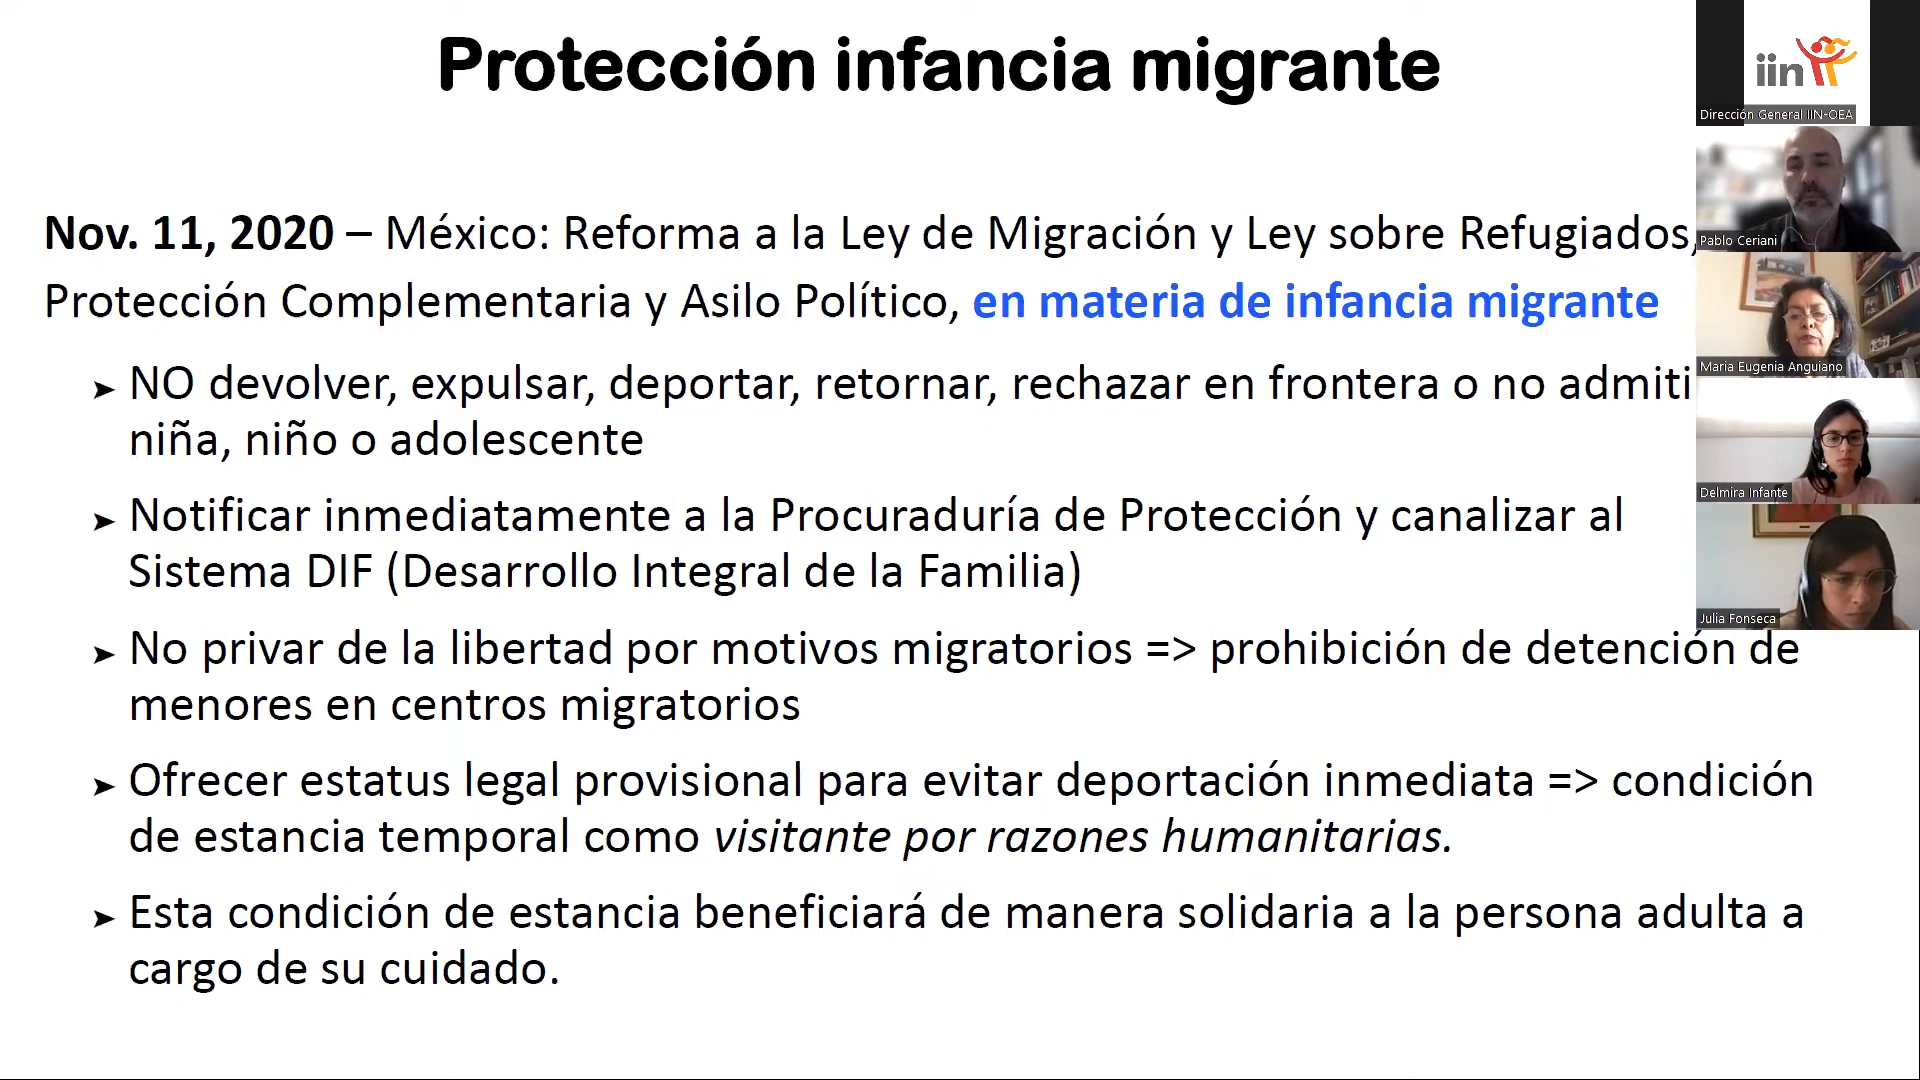 Protección infancia migrante
Nov. 11, 2020 – México: Reforma a la Ley de Migración y Ley sobre Refugiados,
Protección Complementaria y Asilo Político, en materia de infancia migrante
➤ NO devolver, expulsar, deportar, retornar, rechazar en frontera o no admiti
niña, niño o adolescente
➤ Notificar inmediatamente a la Procuraduría de Protección y canalizar al
Sistema DIF (Desarrollo Integral de la Familia)
➤ No privar de la libertad por motivos migratorios => prohibición de detención de
menores en centros migratorios
➤ Ofrecer estatus legal provisional para evitar deportación inmediata => condición
de estancia temporal como visitante por razones humanitarias.
➤ Esta condición de estancia beneficiará de manera solidaria a la persona adulta a
cargo de su cuidado.
iin
Dirección General IIN-OEA
Pablo Ceriani
Maria Eugenia Anguiano
Delmira Infante
Julia Fonseca